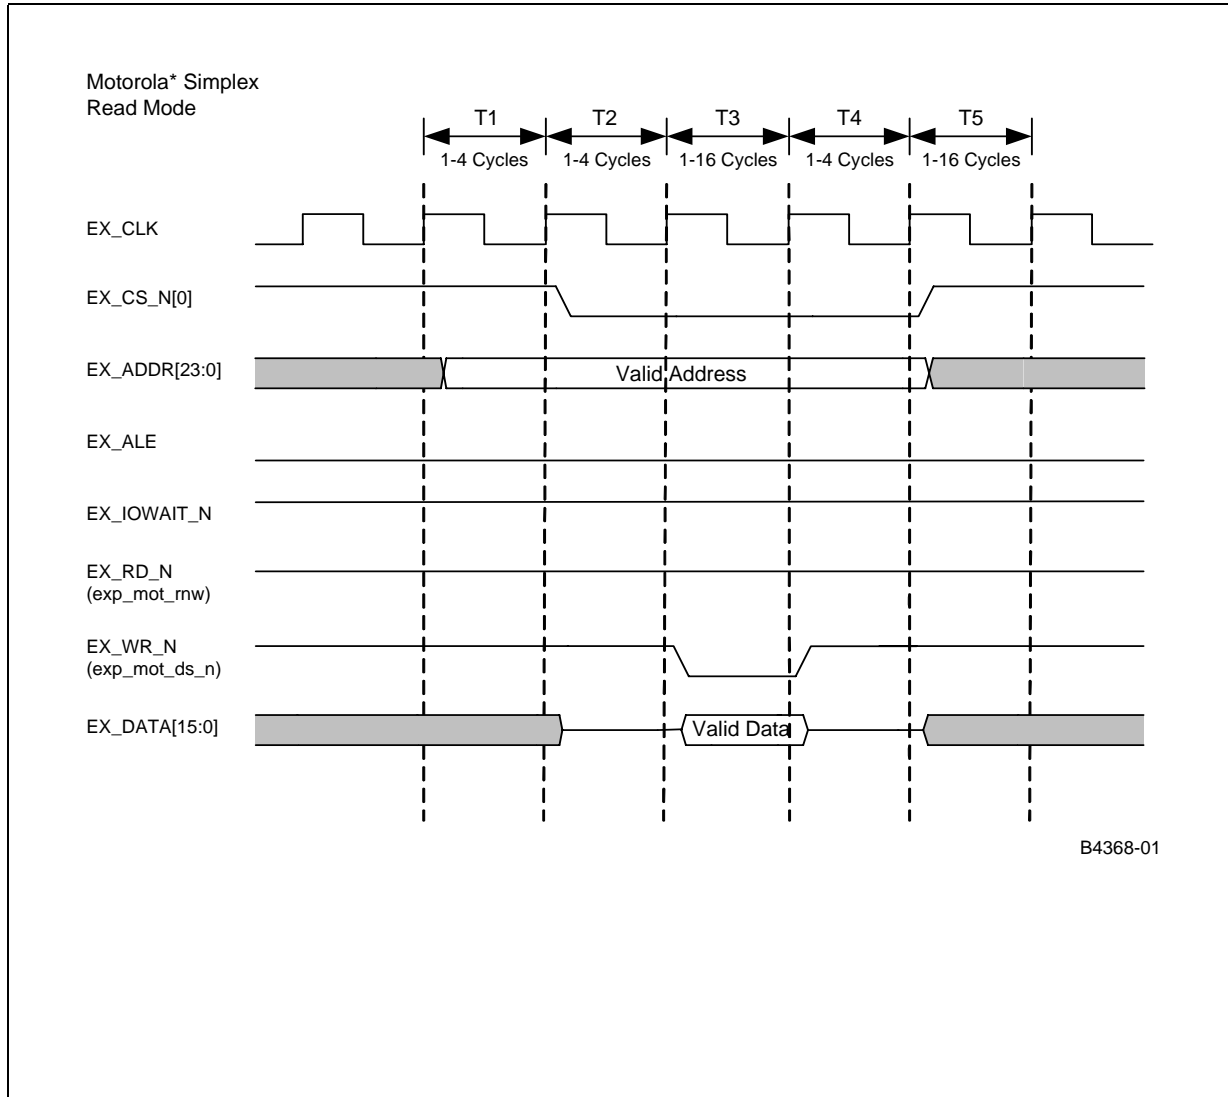 Motorola* Simplex
Read Mode
T1 T2 T3 T4 T5
1-4 Cycles 1-4 Cycles 1-16 Cycles 1-4 Cycles 1-16 Cycles
EX_CLK
EX_CS_N[0]
EX_ADDR[23:0] Valid Address
EX_ALE
EX_IOWAIT_N
EX_RD_N
(exp_mot_rnw)
EX_WR_N
(exp_mot_ds_n)
EX_DATA[15:0] Valid Data
B4368-01